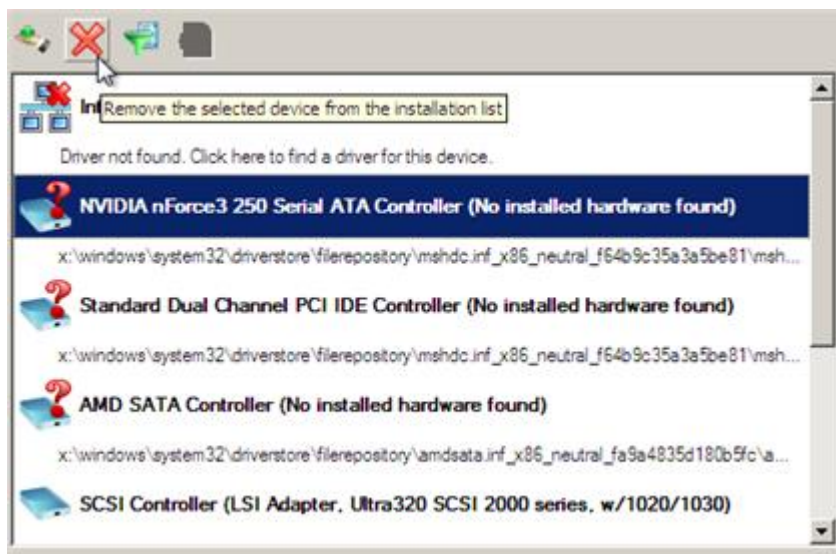 Int
Remove the selected device from the installation list
Driver not found. Click here to find a driver for this device.
NVIDIA nForce3 250 Serial ATA Controller (No installed hardware found)
x:\windows\system32\driverstore\filerepository\mshdc.inf_x86_neutral_f64b9c35a3a5be81\msh...
Standard Dual Channel PCI IDE Controller (No installed hardware found)
x:\windows\system32\driverstore\filerepository\mshdc.inf_x86_neutral_f64b9c35a3a5be81\msh...
AMD SATA Controller (No installed hardware found)
x:\windows\system32\driverstore\filerepository\amdsata.inf_x86_neutral_fa9a4835d180b5fc\a...
SCSI Controller (LSI Adapter, Ultra320 SCSI 2000 series, w/1020/1030)